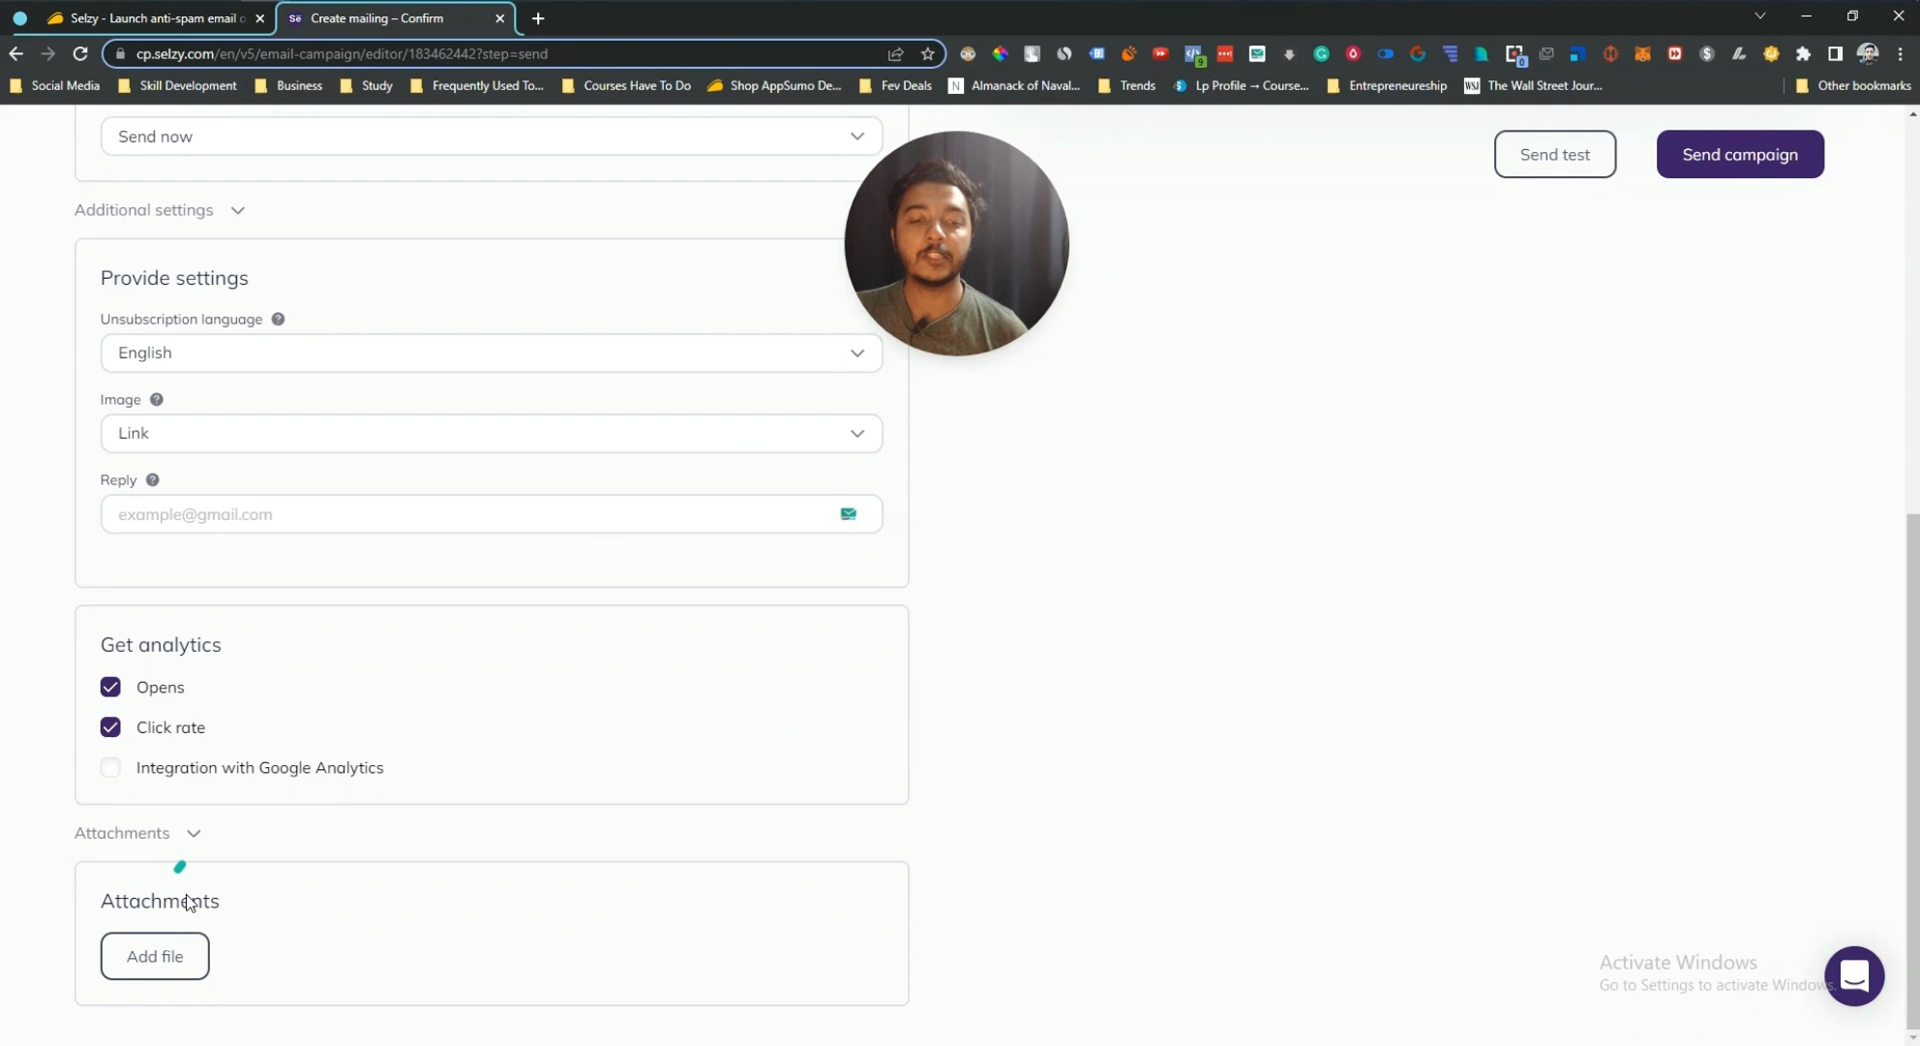 Selzy - Launch anti-spam email c
Se Create mailing – Confirm
cp.selzy.com/en/v5/email-campaign/editor/183462442?step=send
9
0
Social Media
Skill Development
Business
Study
Frequently Used To...
Courses Have To Do
Shop AppSumo De...
Fev Deals
N Almanack of Naval...
Trends
Lp Profile → Course...
Entrepreneureship
WSJ The Wall Street Jour...
Other bookmarks
Send now
Send test
Send campaign
Additional settings
Provide settings
Unsubscription language ?
English
Image ?
Link
Reply ?
example@gmail.com
Get analytics
Opens
Click rate
Integration with Google Analytics
Attachments
Attachments
Add file
Activate Windows
Go to Settings to activate Windows.